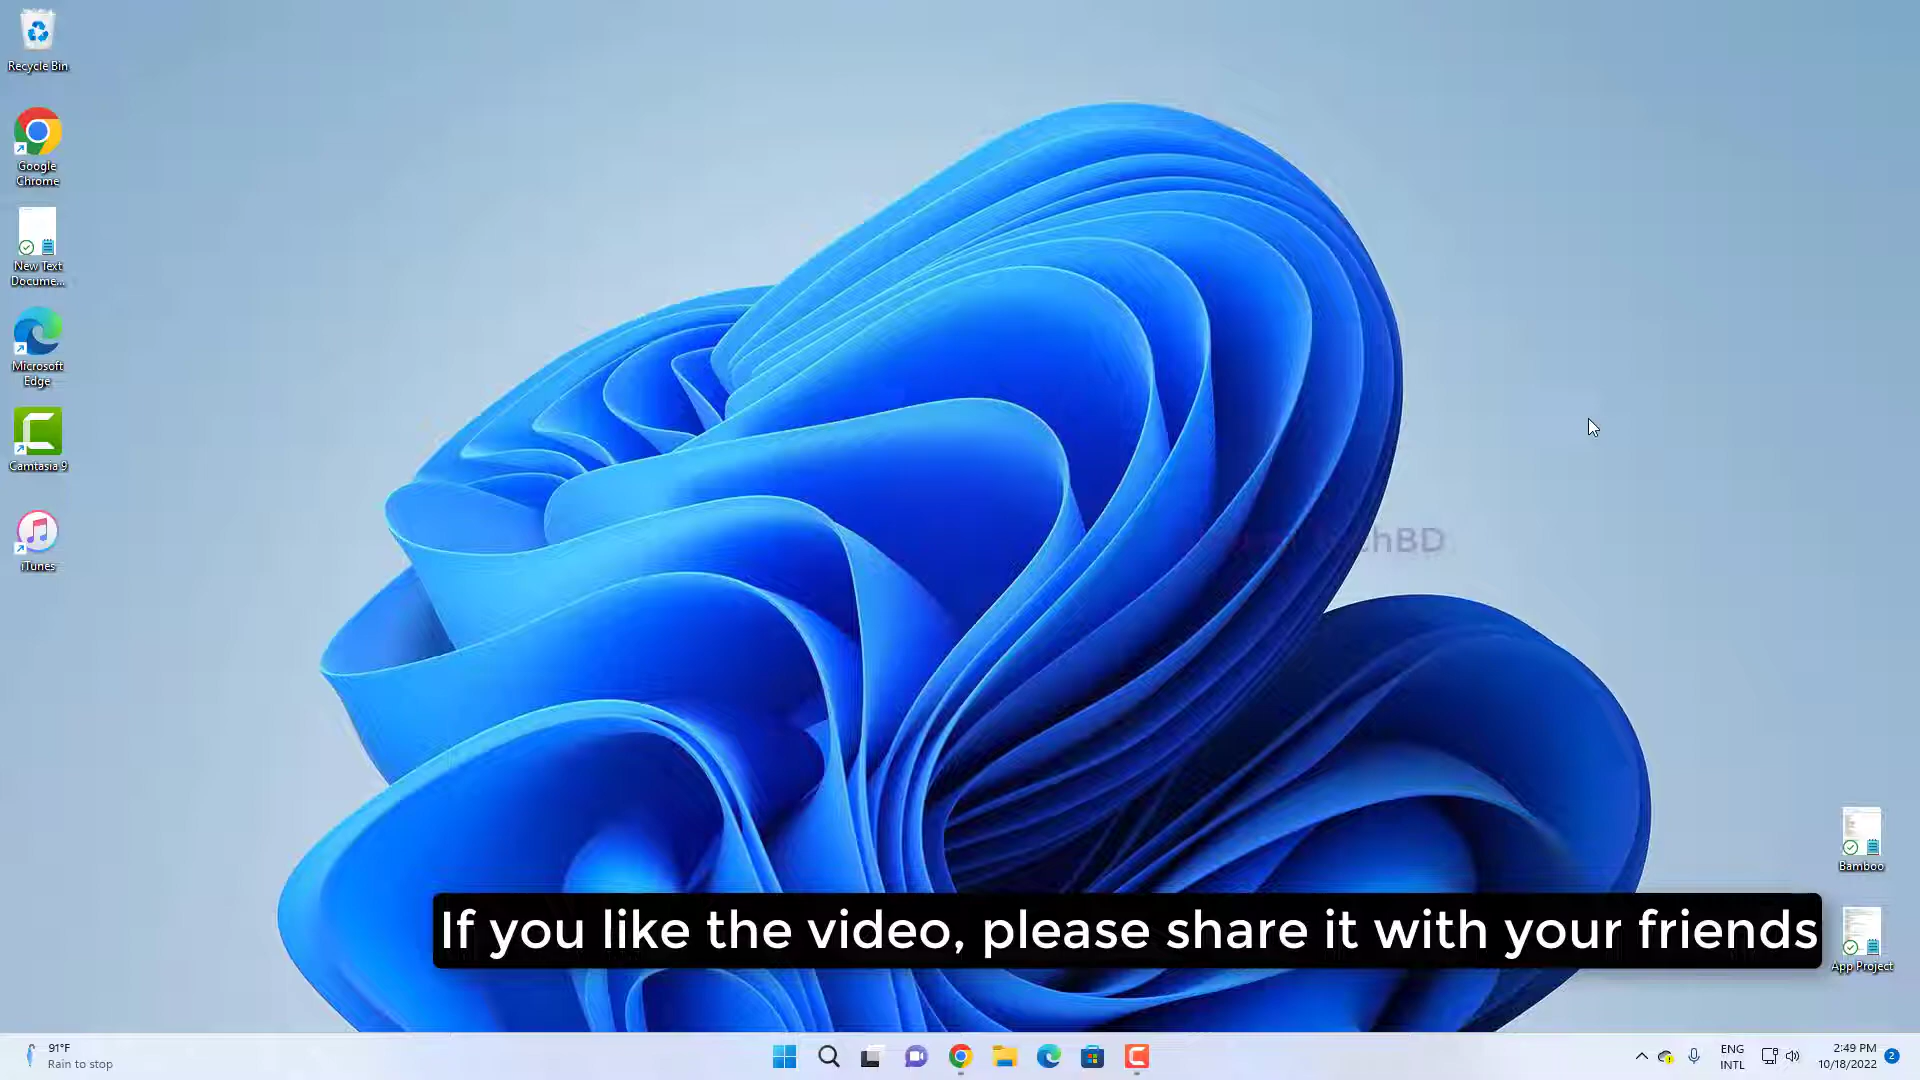 Recycle Bin
Google
Chrome
New Text
Docume...
Microsoft
Edge
Camtasia 9
iTunes
Bamboo
App Project
If you like the video, please share it with your friends
91°F
Rain to stop
ENG
INTL
2:49 PM
10/18/2022
2